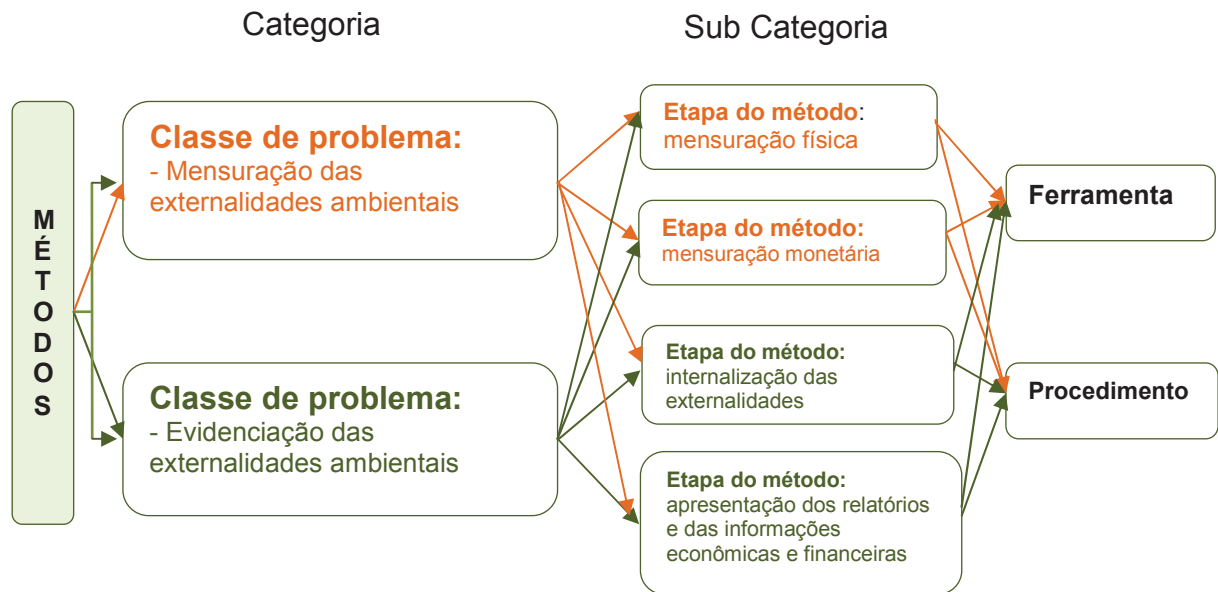 Categoria
Sub Categoria
MÉTODOS
Classe de problema:
- Mensuração das
externalidades ambientais
Classe de problema:
- Evidenciação das
externalidades ambientais
Etapa do método:
mensuração física
Etapa do método:
mensuração monetária
Etapa do método:
internalização das
externalidades
Etapa do método:
apresentação dos relatórios
e das informações
econômicas e financeiras
Ferramenta
Procedimento